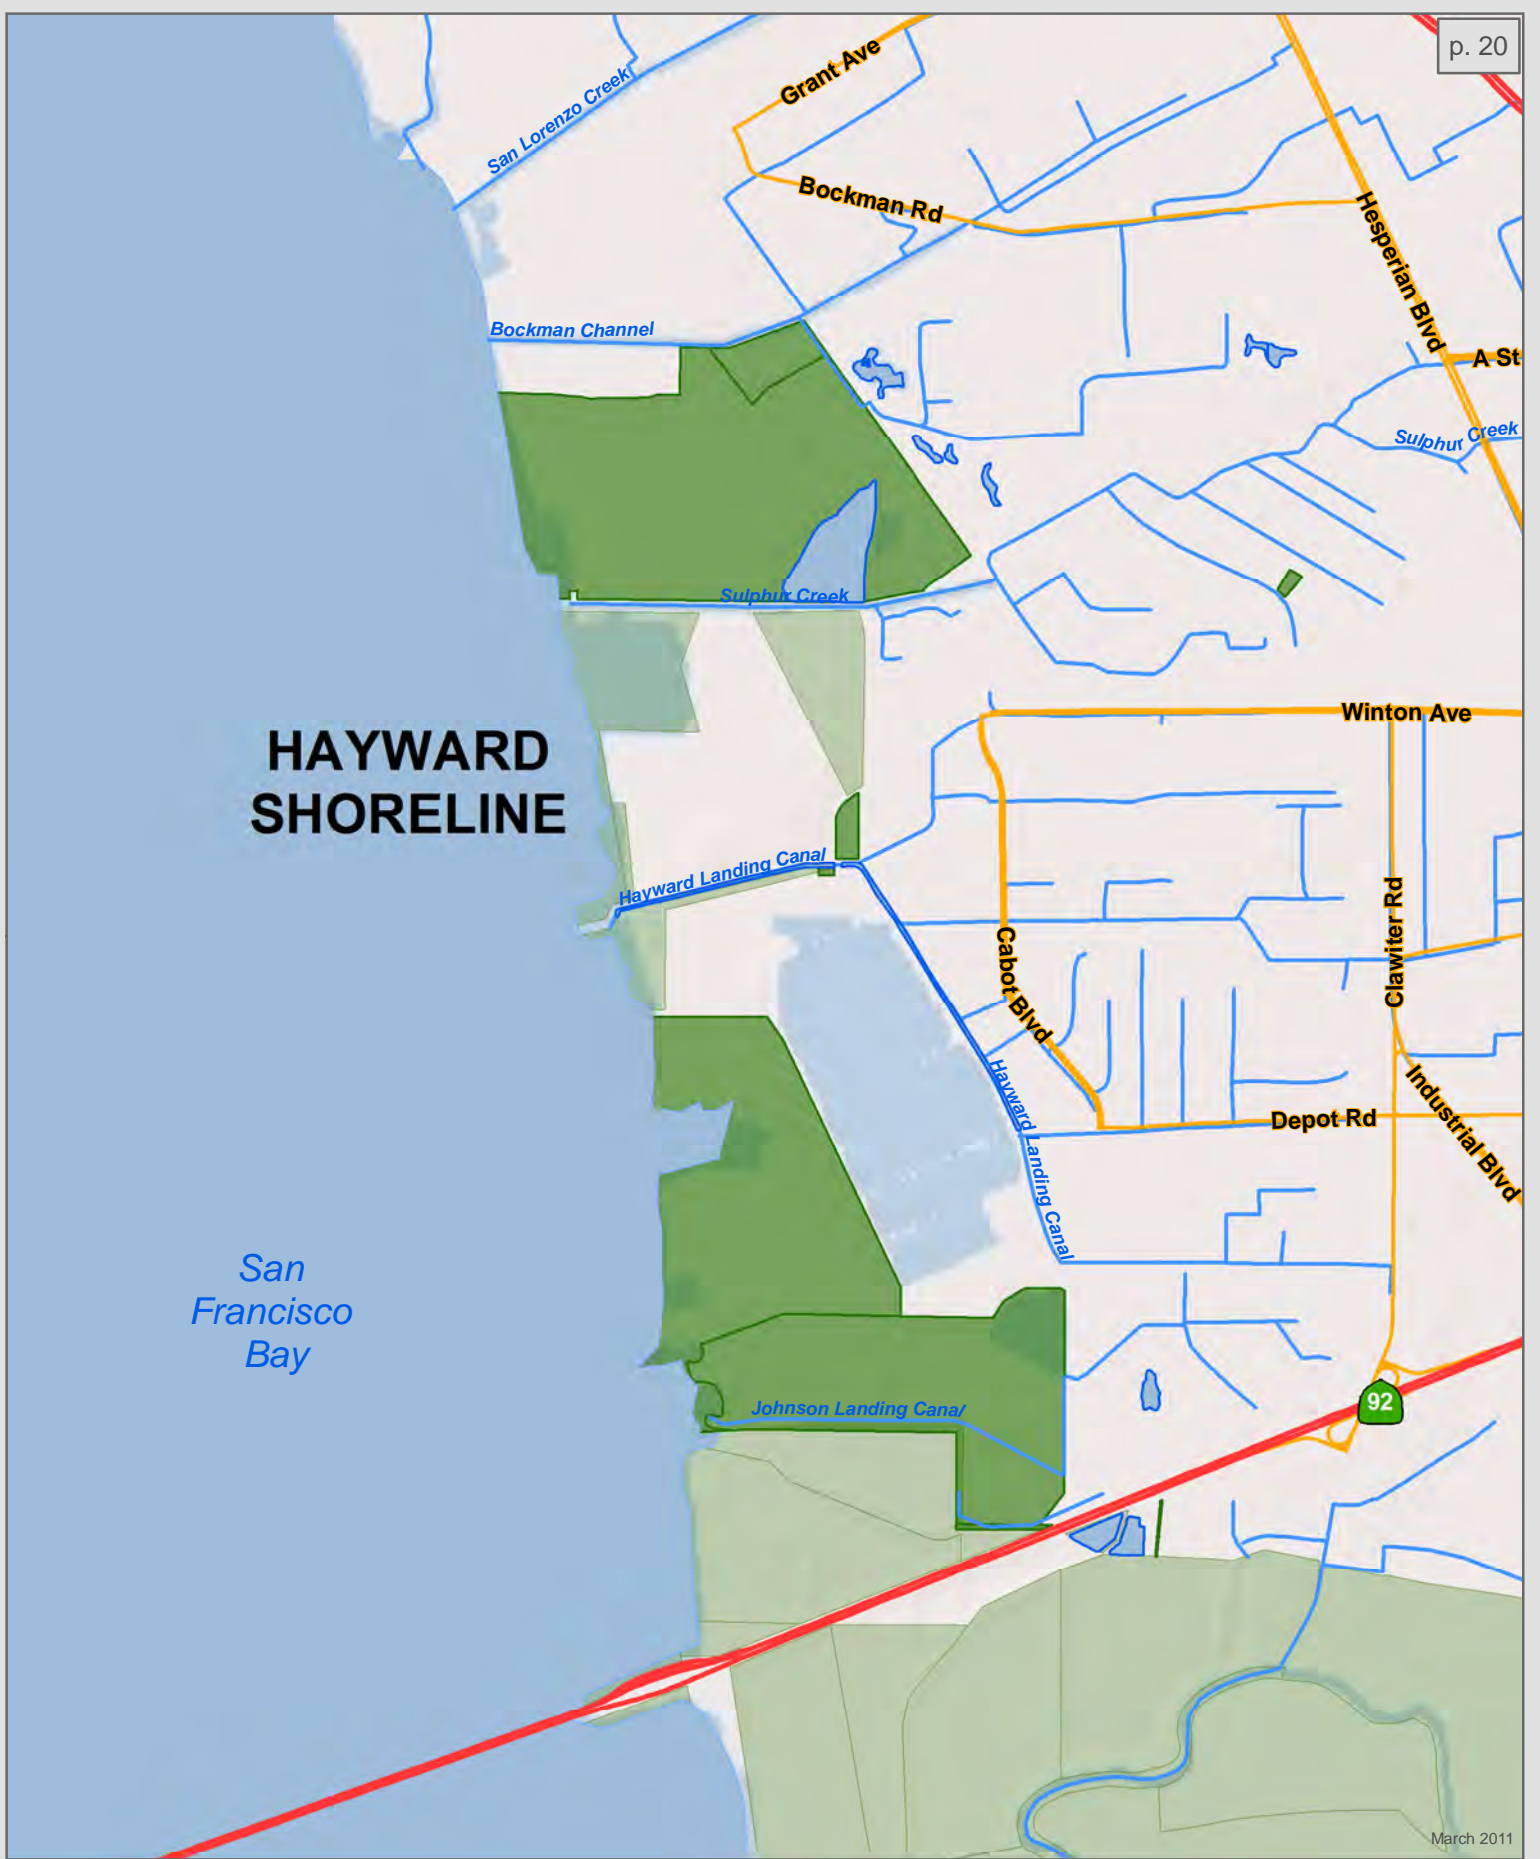 p. 20
Grant Ave
San Lorenzo Creek
Bockman Rd
Hesperian Blvd
Bockman Channel
A St
Sulphur Creek
Sulphur Creek
Winton Ave
HAYWARD
SHORELINE
Hayward Landing Canal
Clawiter Rd
Cabot Blvd
Hayward Landing Canal
Industrial Blvd
Depot Rd
San
Francisco
Bay
92
Johnson Landing Canal
March 2011